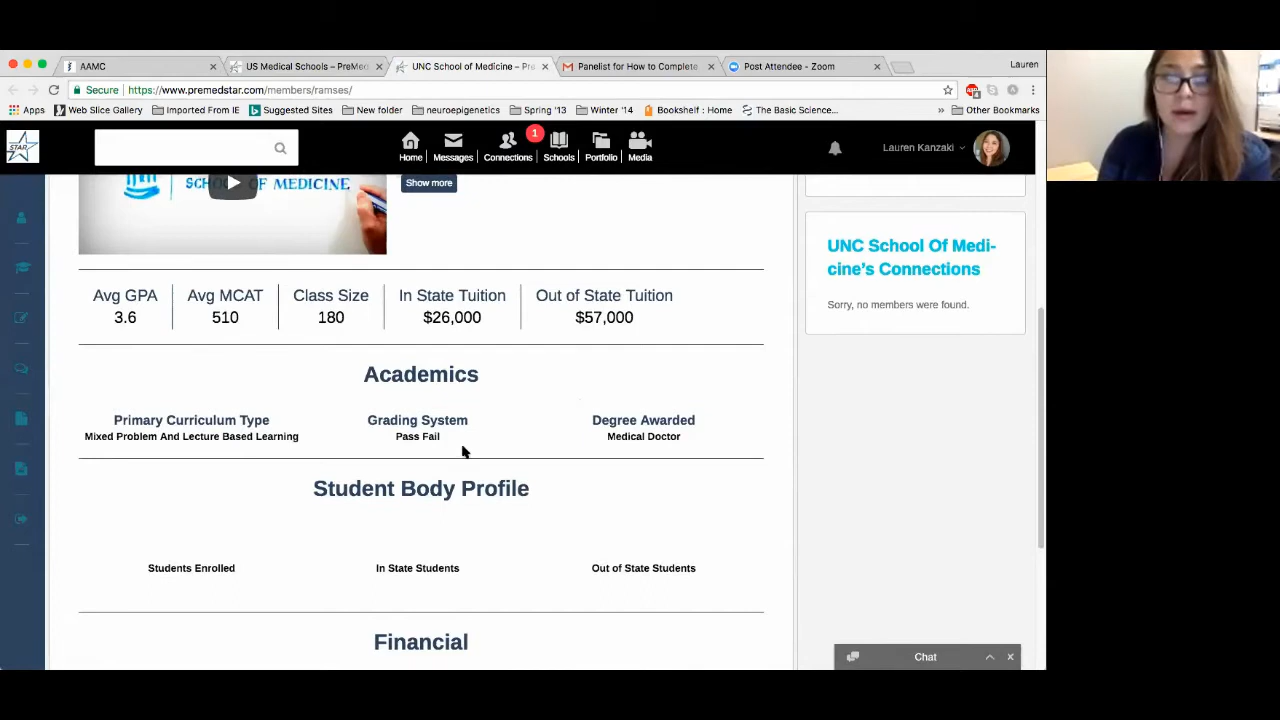 AAMC
US Medical Schools – PreMed
UNC School of Medicine – Pre
Panelist for How to Complete
Post Attendee - Zoom
Lauren
Secure
https://www.premedstar.com/members/ramses/
Apps
Web Slice Gallery
Imported From IE
Suggested Sites
New folder
neuroepigenetics
Spring '13
Winter '14
Bookshelf : Home
The Basic Science...
»
Other Bookmarks
STAR
Home
Messages
Connections
1
Schools
Portfolio
Media
Lauren Kanzaki
SCHOOL OF MEDICINE
Show more
UNC School Of Medi-
cine's Connections
Sorry, no members were found.
Avg GPA
3.6
Avg MCAT
510
Class Size
180
In State Tuition
$26,000
Out of State Tuition
$57,000
Academics
Primary Curriculum Type
Mixed Problem And Lecture Based Learning
Grading System
Pass Fail
Degree Awarded
Medical Doctor
Student Body Profile
Students Enrolled
In State Students
Out of State Students
Financial
Chat